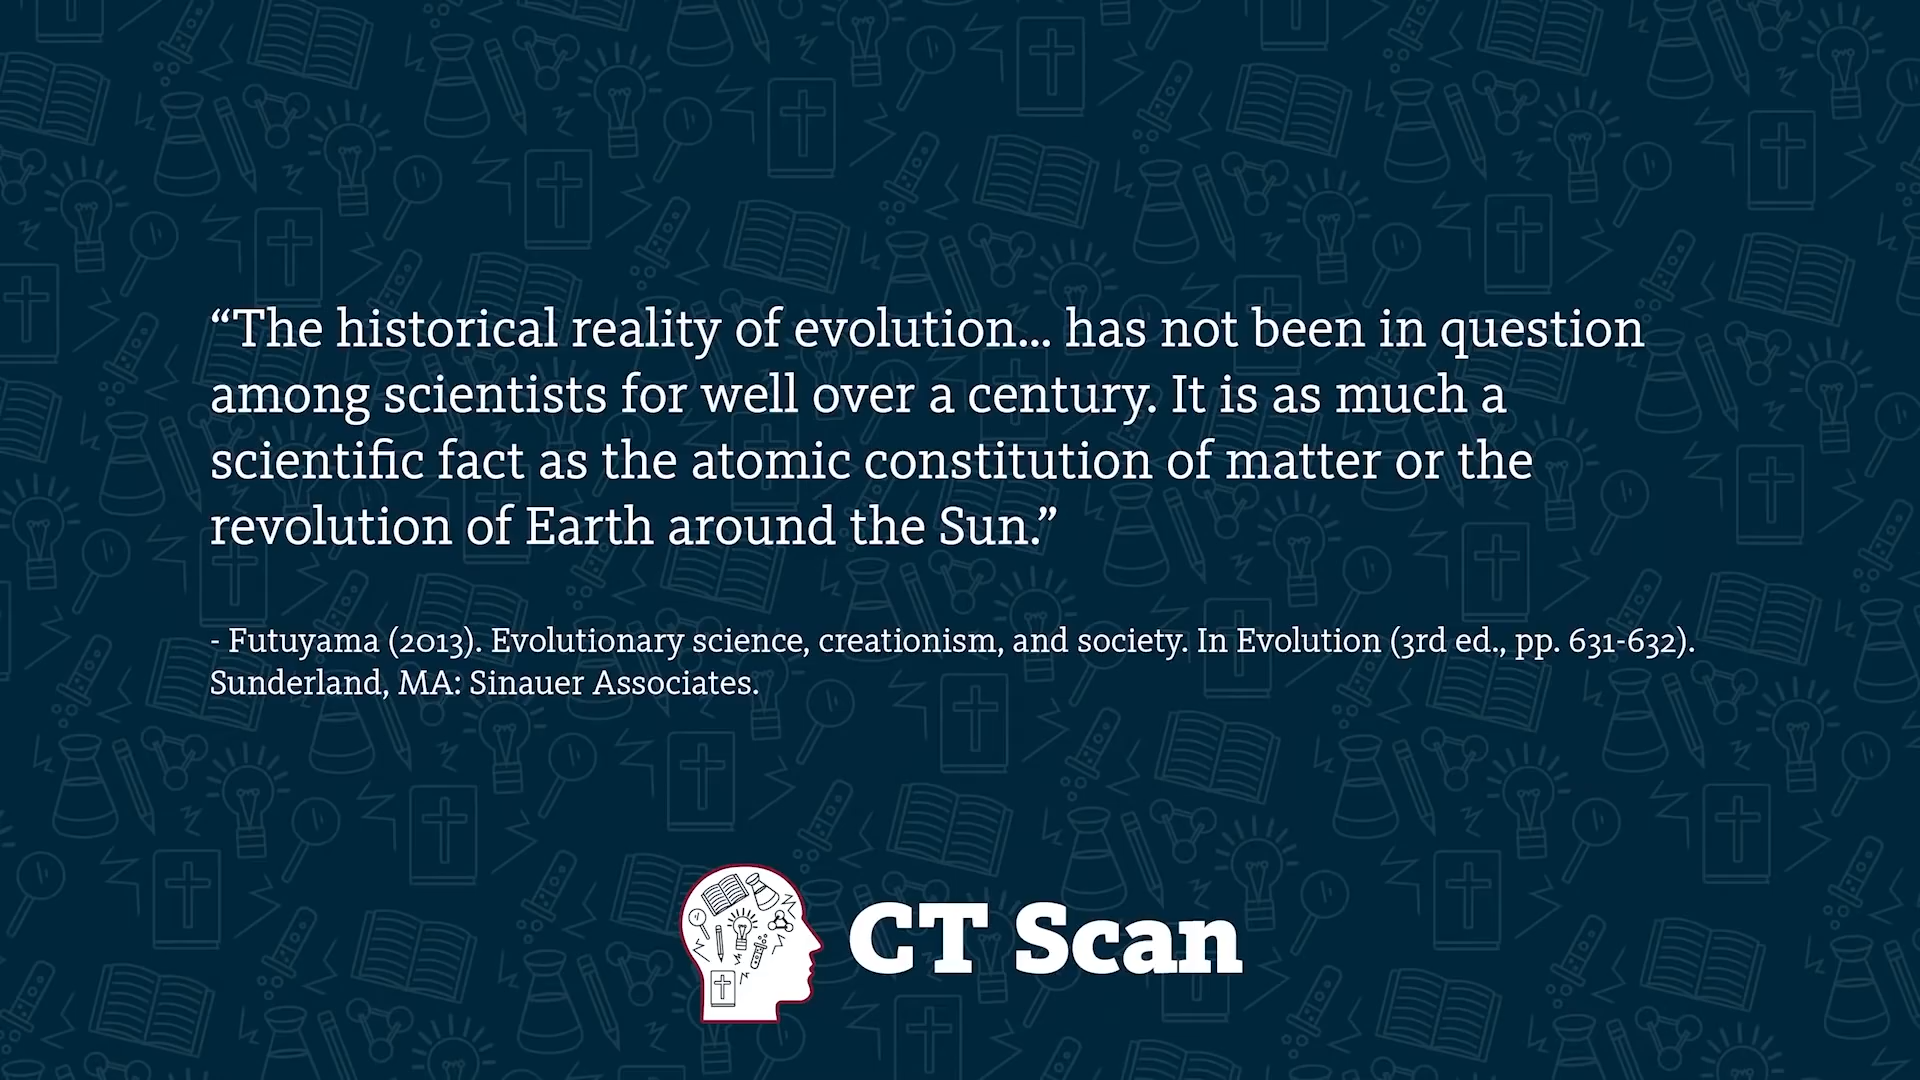 “The historical reality of evolution... has not been in question
among scientists for well over a century. It is as much a
scientific fact as the atomic constitution of matter or the
revolution of Earth around the Sun.”
- Futuyama (2013). Evolutionary science, creationism, and society. In Evolution (3rd ed., pp. 631-632).
Sunderland, MA: Sinauer Associates.
CT Scan